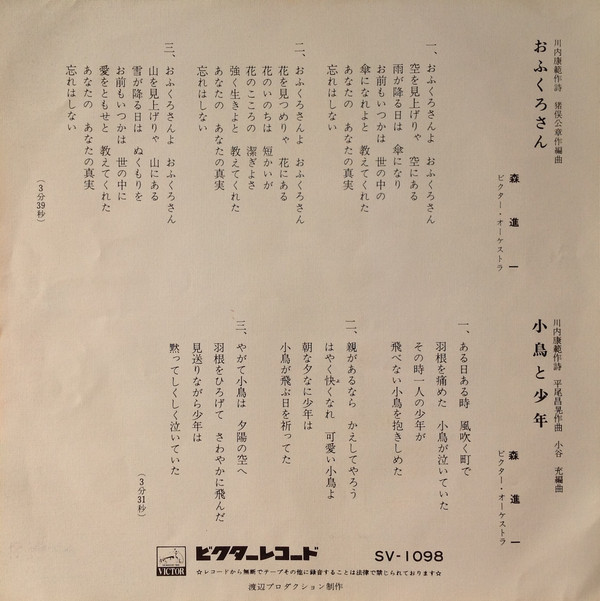 川内康範作詩　猪俣公章作編曲
おふくろさん
森　進　一
ビクター・オーケストラ
一、おふくろさんよ　おふくろさん
空を見上げりゃ　空にある
雨が降る日は　傘になり
お前もいつかは　世の中の
傘になれよと　教えてくれた
あなたの　あなたの真実
忘れはしない
二、おふくろさんよ　おふくろさん
花を見つめりゃ　花にある
花のいのちは　短かいが
花のこころの　潔ぎよさ
強く生きよと　教えてくれた
あなたの　あなたの真実
忘れはしない
三、おふくろさんよ　おふくろさん
山を見上げりゃ　山にある
雪が降る日は　ぬくもりを
お前もいつかは　世の中に
愛をともせと　教えてくれた
あなたの　あなたの真実
忘れはしない
（3分39秒）
川内康範作詩　平尾昌晃作曲　小谷　充編曲
小鳥と少年
森　進　一
ビクター・オーケストラ
一、ある日ある時　風吹く町で
羽根を痛めた　小鳥が泣いていた
その時一人の少年が
飛べない小鳥を抱きしめた
二、親があるなら　かえしてやろう
はやく快くなれ　可愛い小鳥よ
朝な夕なに少年は
小鳥が飛ぶ日を祈ってた
三、やがて小鳥は　夕陽の空へ
羽根をひろげて　さわやかに飛んだ
見送りながら少年は
黙ってしくしく泣いていた
（3分31秒）
VICTOR
ビクターレコード　SV-1098
☆レコードから無断でテープその他に録音することは法律で禁じられております☆
渡辺プロダクション制作